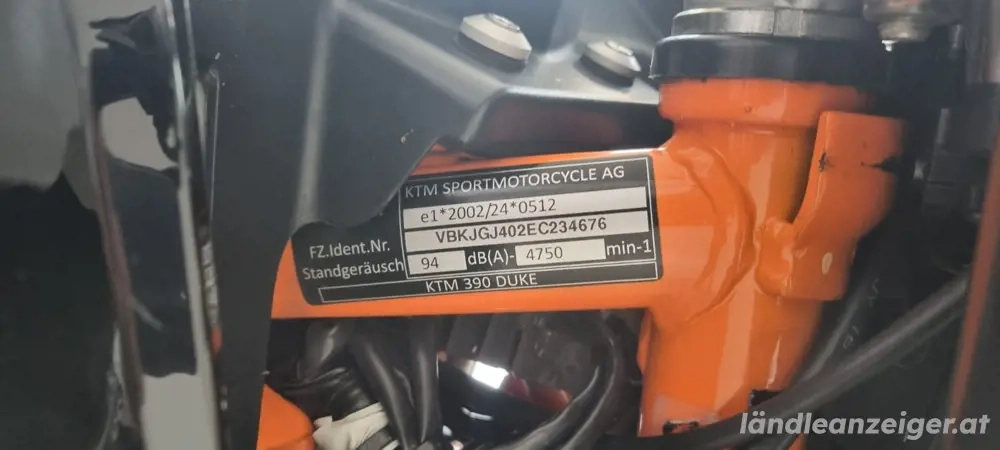 KTM SPORTMOTORCYCLE AG
e1*2002/24*0512
FZ.Ident.Nr. VBKJGJ402EC234676
Standgeräusch 94 dB(A)- 4750 min-1
KTM 390 DUKE
ländleanzeiger.at